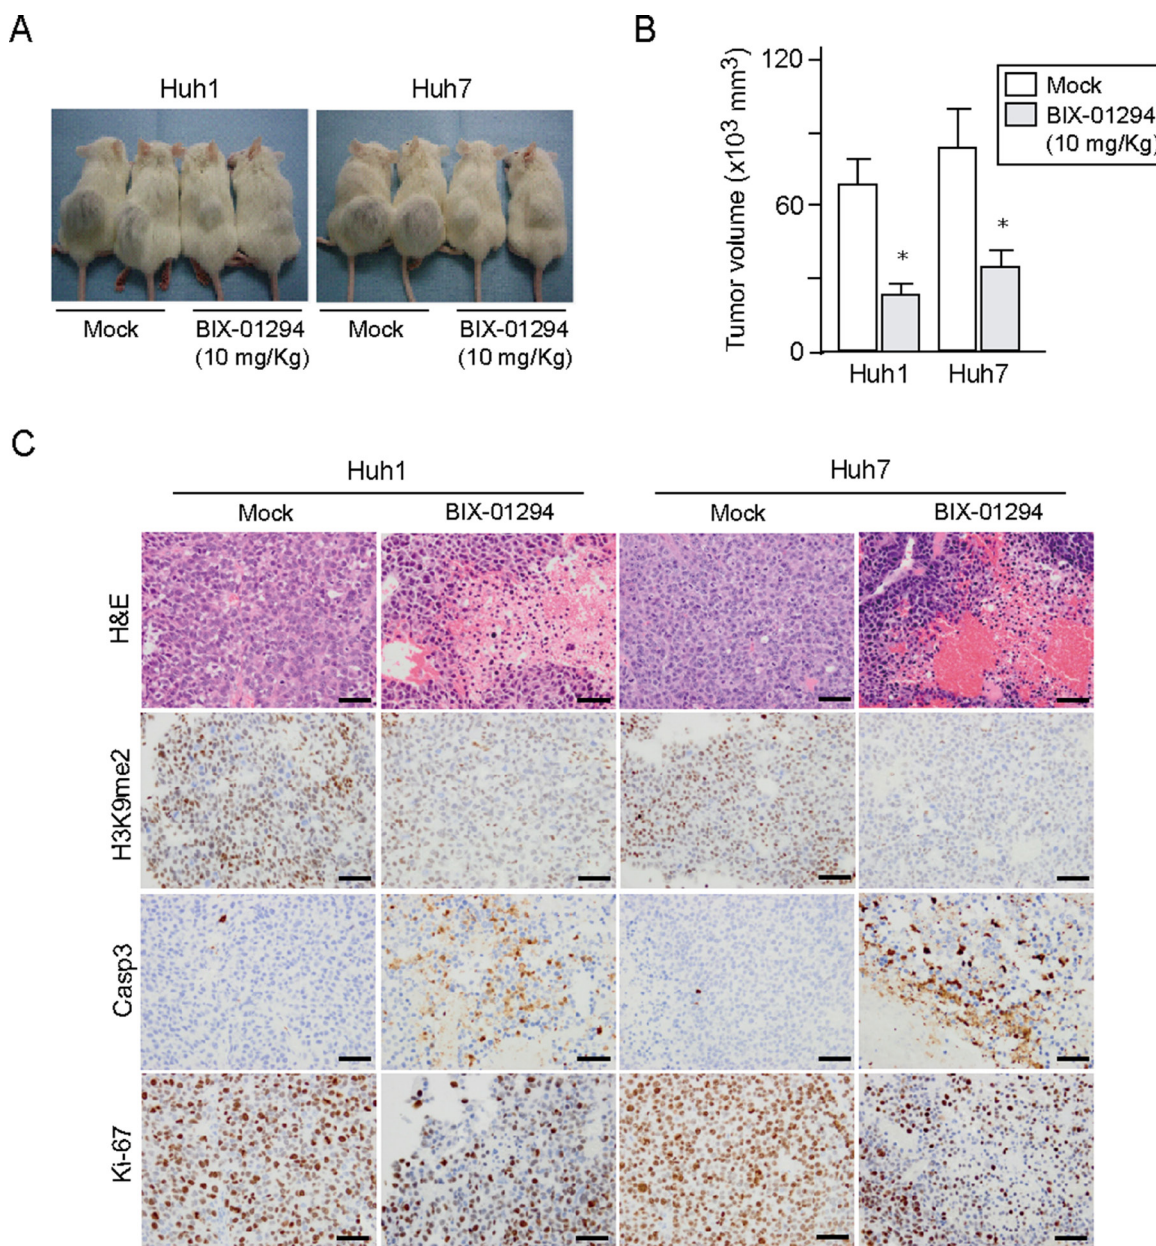 A
Huh1 Huh7
Mock BIX-01294 Mock BIX-01294
(10 mg/Kg) (10 mg/Kg)
B
Tumor volume (x10³ mm³)
120
60
0
Mock
BIX-01294
(10 mg/Kg)
*
*
Huh1 Huh7
C
Huh1 Huh7
Mock BIX-01294 Mock BIX-01294
H&E
H3K9me2
Casp3
Ki-67